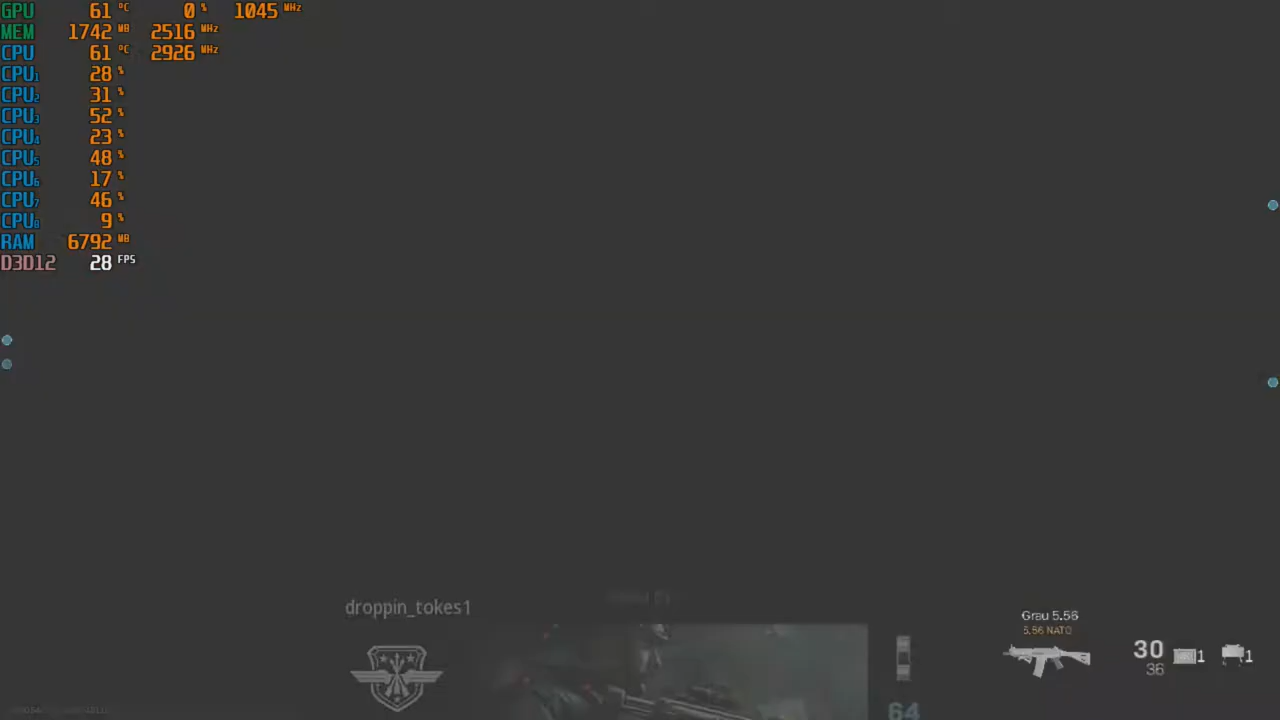 GPU 61 °C 0 % 1045 MHz
MEM 1742 MB 2516 MHz
CPU 61 °C 2926 MHz
CPU1 28 %
CPU2 31 %
CPU3 52 %
CPU4 23 %
CPU5 48 %
CPU6 17 %
CPU7 46 %
CPU8 9 %
RAM 6792 MB
D3D12 28 FPS
droppin_tokes1
Grau 5.56
5.56 NATO
30
36
1
1
64